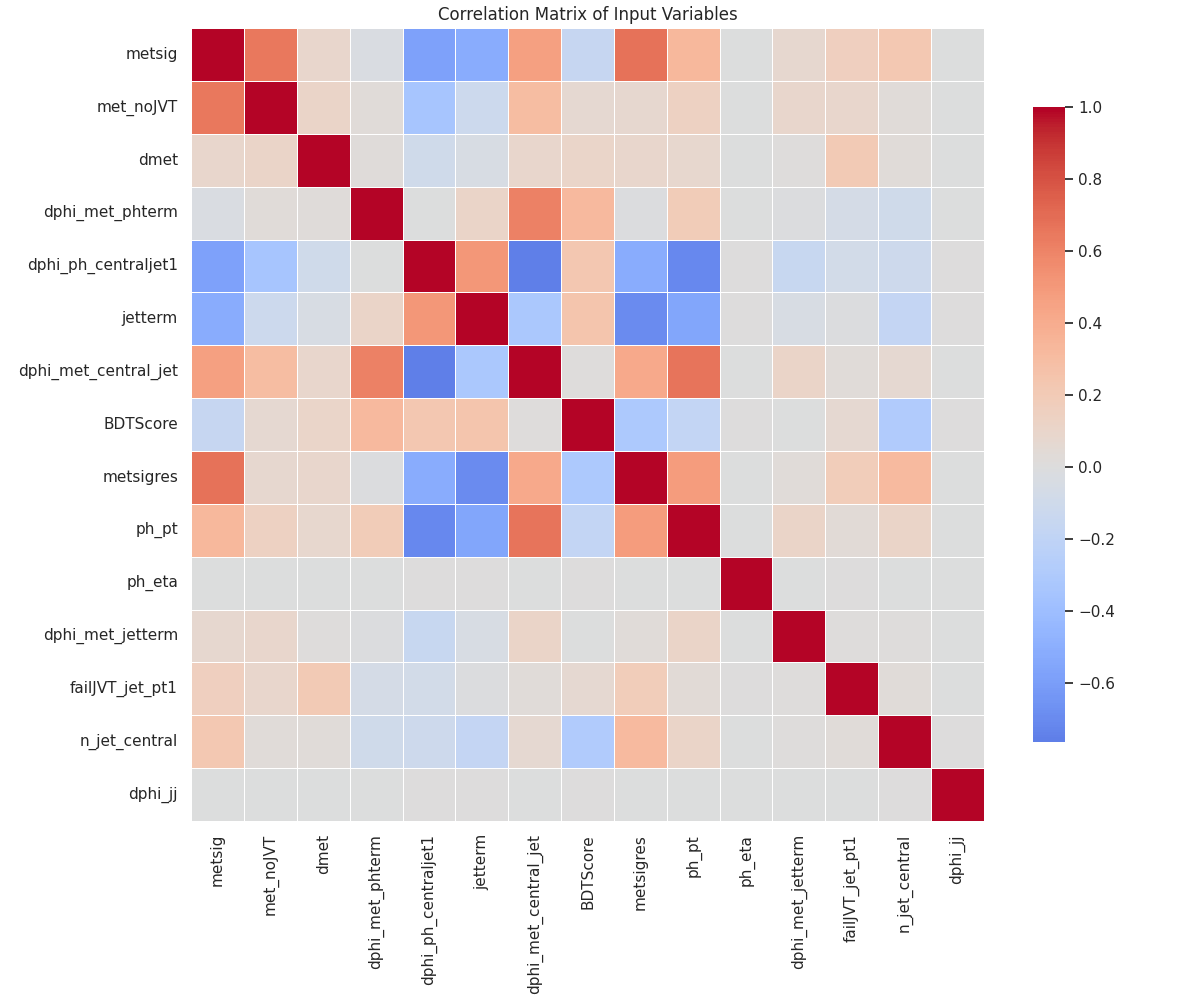 Correlation Matrix of Input Variables
metsig
met_noJVT
dmet
dphi_met_phterm
dphi_ph_centraljet1
jetterm
dphi_met_central_jet
BDTScore
metsigres
ph_pt
ph_eta
dphi_met_jetterm
failJVT_jet_pt1
n_jet_central
dphi_jj
metsig
met_noJVT
dmet
dphi_met_phterm
dphi_ph_centraljet1
jetterm
dphi_met_central_jet
BDTScore
metsigres
ph_pt
ph_eta
dphi_met_jetterm
failJVT_jet_pt1
n_jet_central
dphi_jj
1.0
0.8
0.6
0.4
0.2
0.0
−0.2
−0.4
−0.6